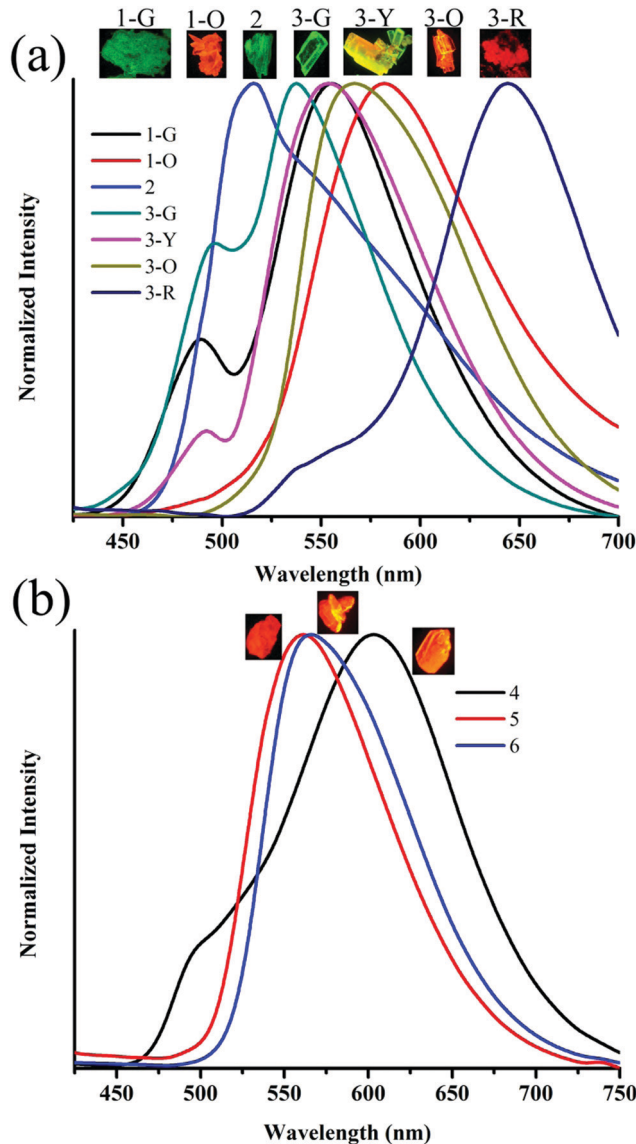 1-G 1-O 2 3-G 3-Y 3-O 3-R
(a)
1-G
1-O
2
3-G
3-Y
3-O
3-R
Normalized Intensity
450 500 550 600 650 700
Wavelength (nm)
(b)
4
5
6
Normalized Intensity
450 500 550 600 650 700 750
Wavelength (nm)